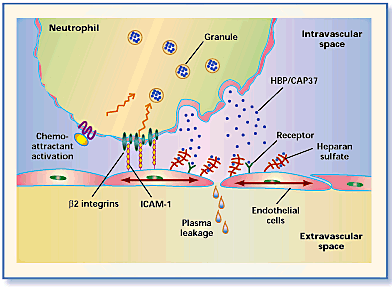 Neutrophil
Granule
Intravascular
space
HBP/CAP37
Chemo-
attractant
activation
Receptor
Heparan
sulfate
β2 integrins
ICAM-1
Plasma
leakage
Endothelial
cells
Extravascular
space